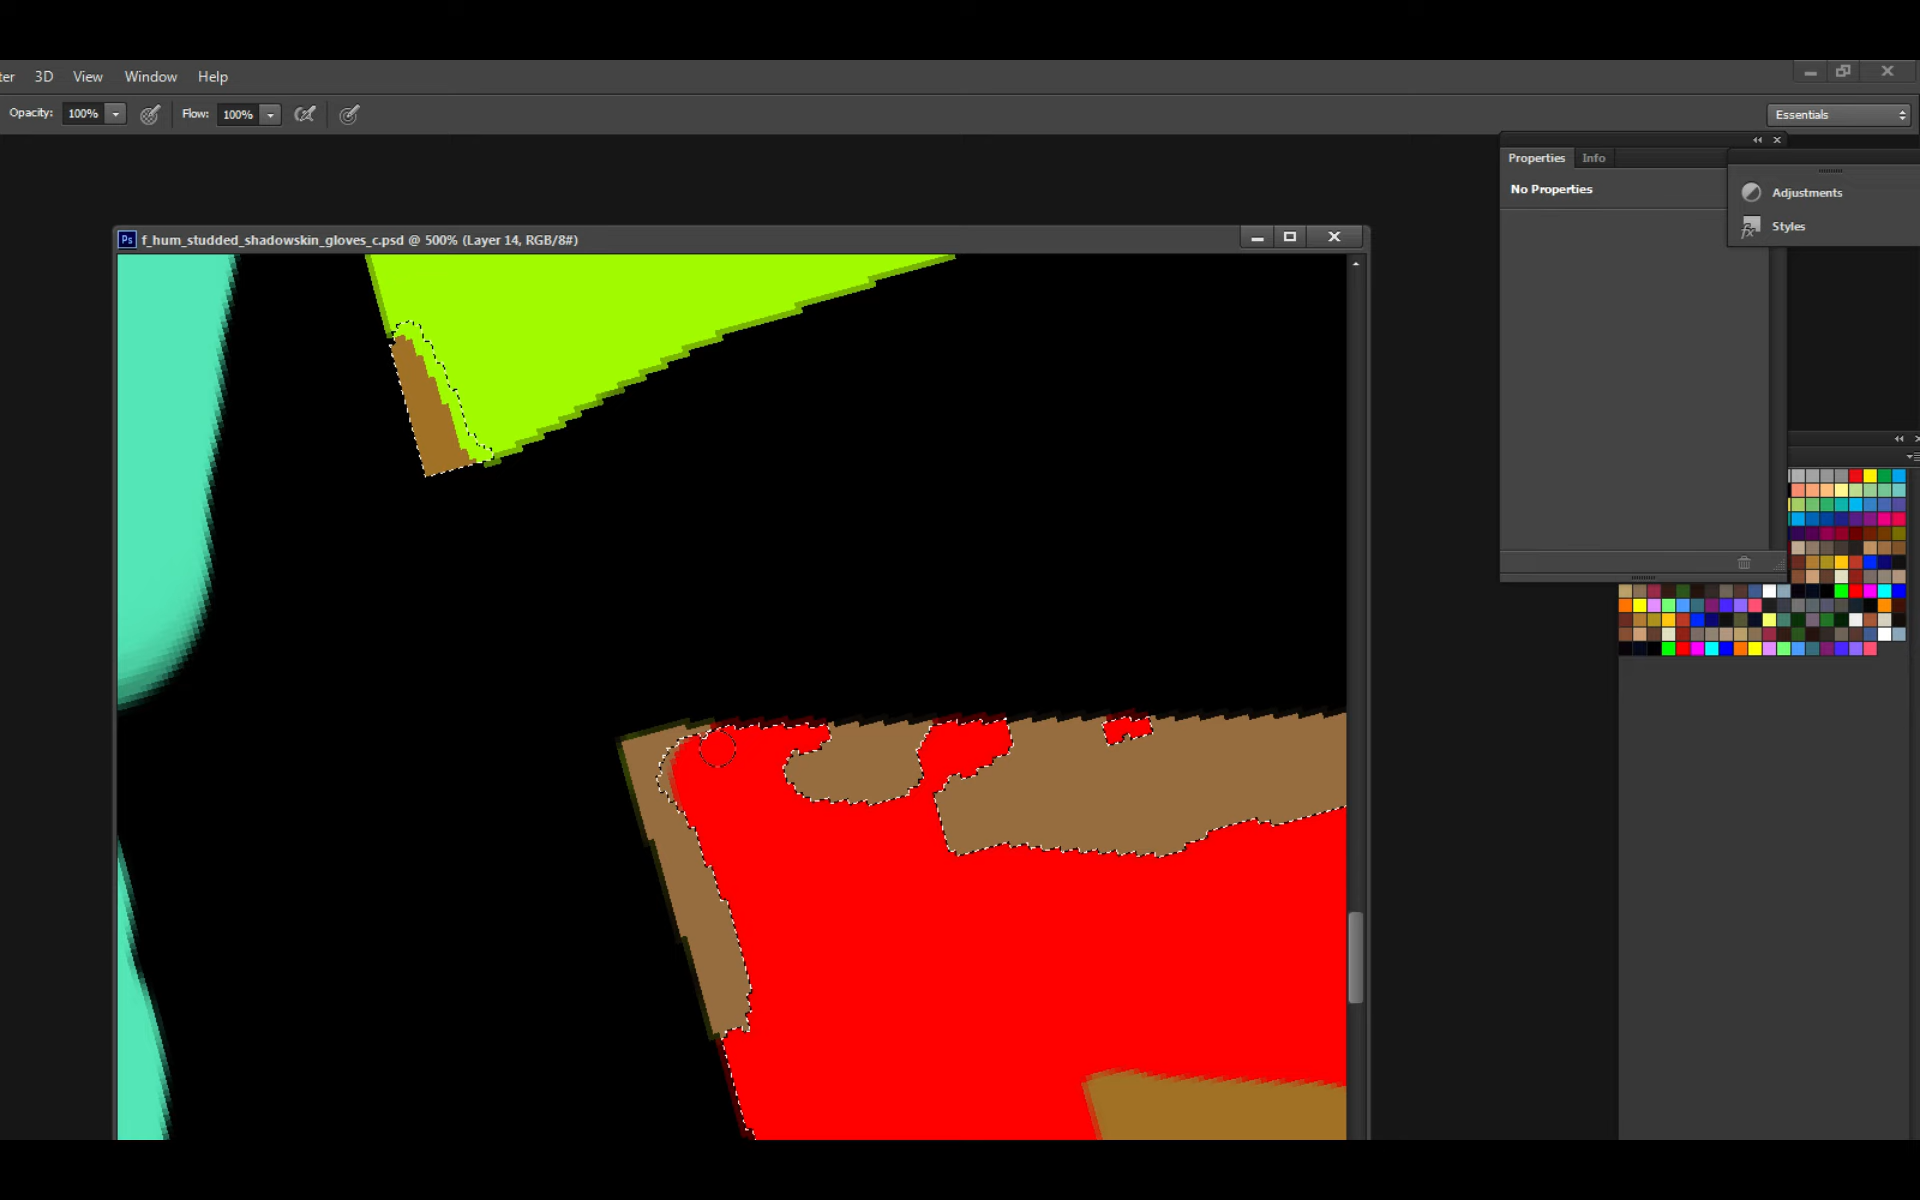 ter 3D View Window Help
Opacity: 100% Flow: 100% Essentials
Properties Info
No Properties
Adjustments
Styles
Ps f_hum_studded_shadowskin_gloves_c.psd @ 500% (Layer 14, RGB/8#)